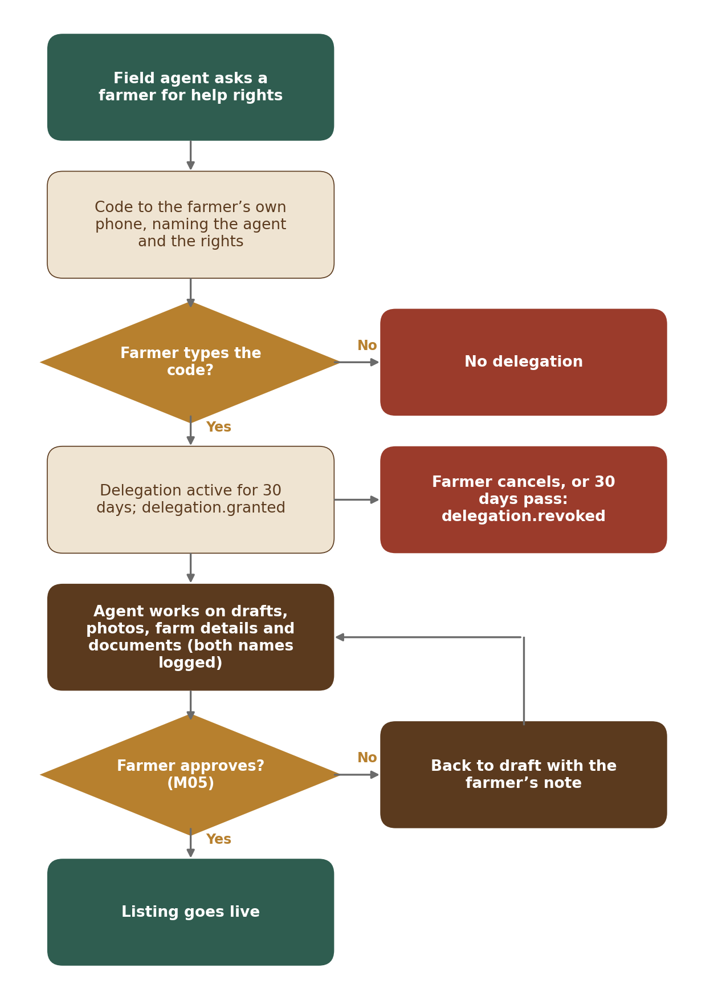 Field agent asks a
farmer for help rights
Code to the farmer’s own
phone, naming the agent
and the rights
Farmer types the
code?
No
No delegation
Yes
Delegation active for 30
days; delegation.granted
Farmer cancels, or 30
days pass:
delegation.revoked
Agent works on drafts,
photos, farm details and
documents (both names
logged)
Farmer approves?
(M05)
No
Back to draft with the
farmer’s note
Yes
Listing goes live